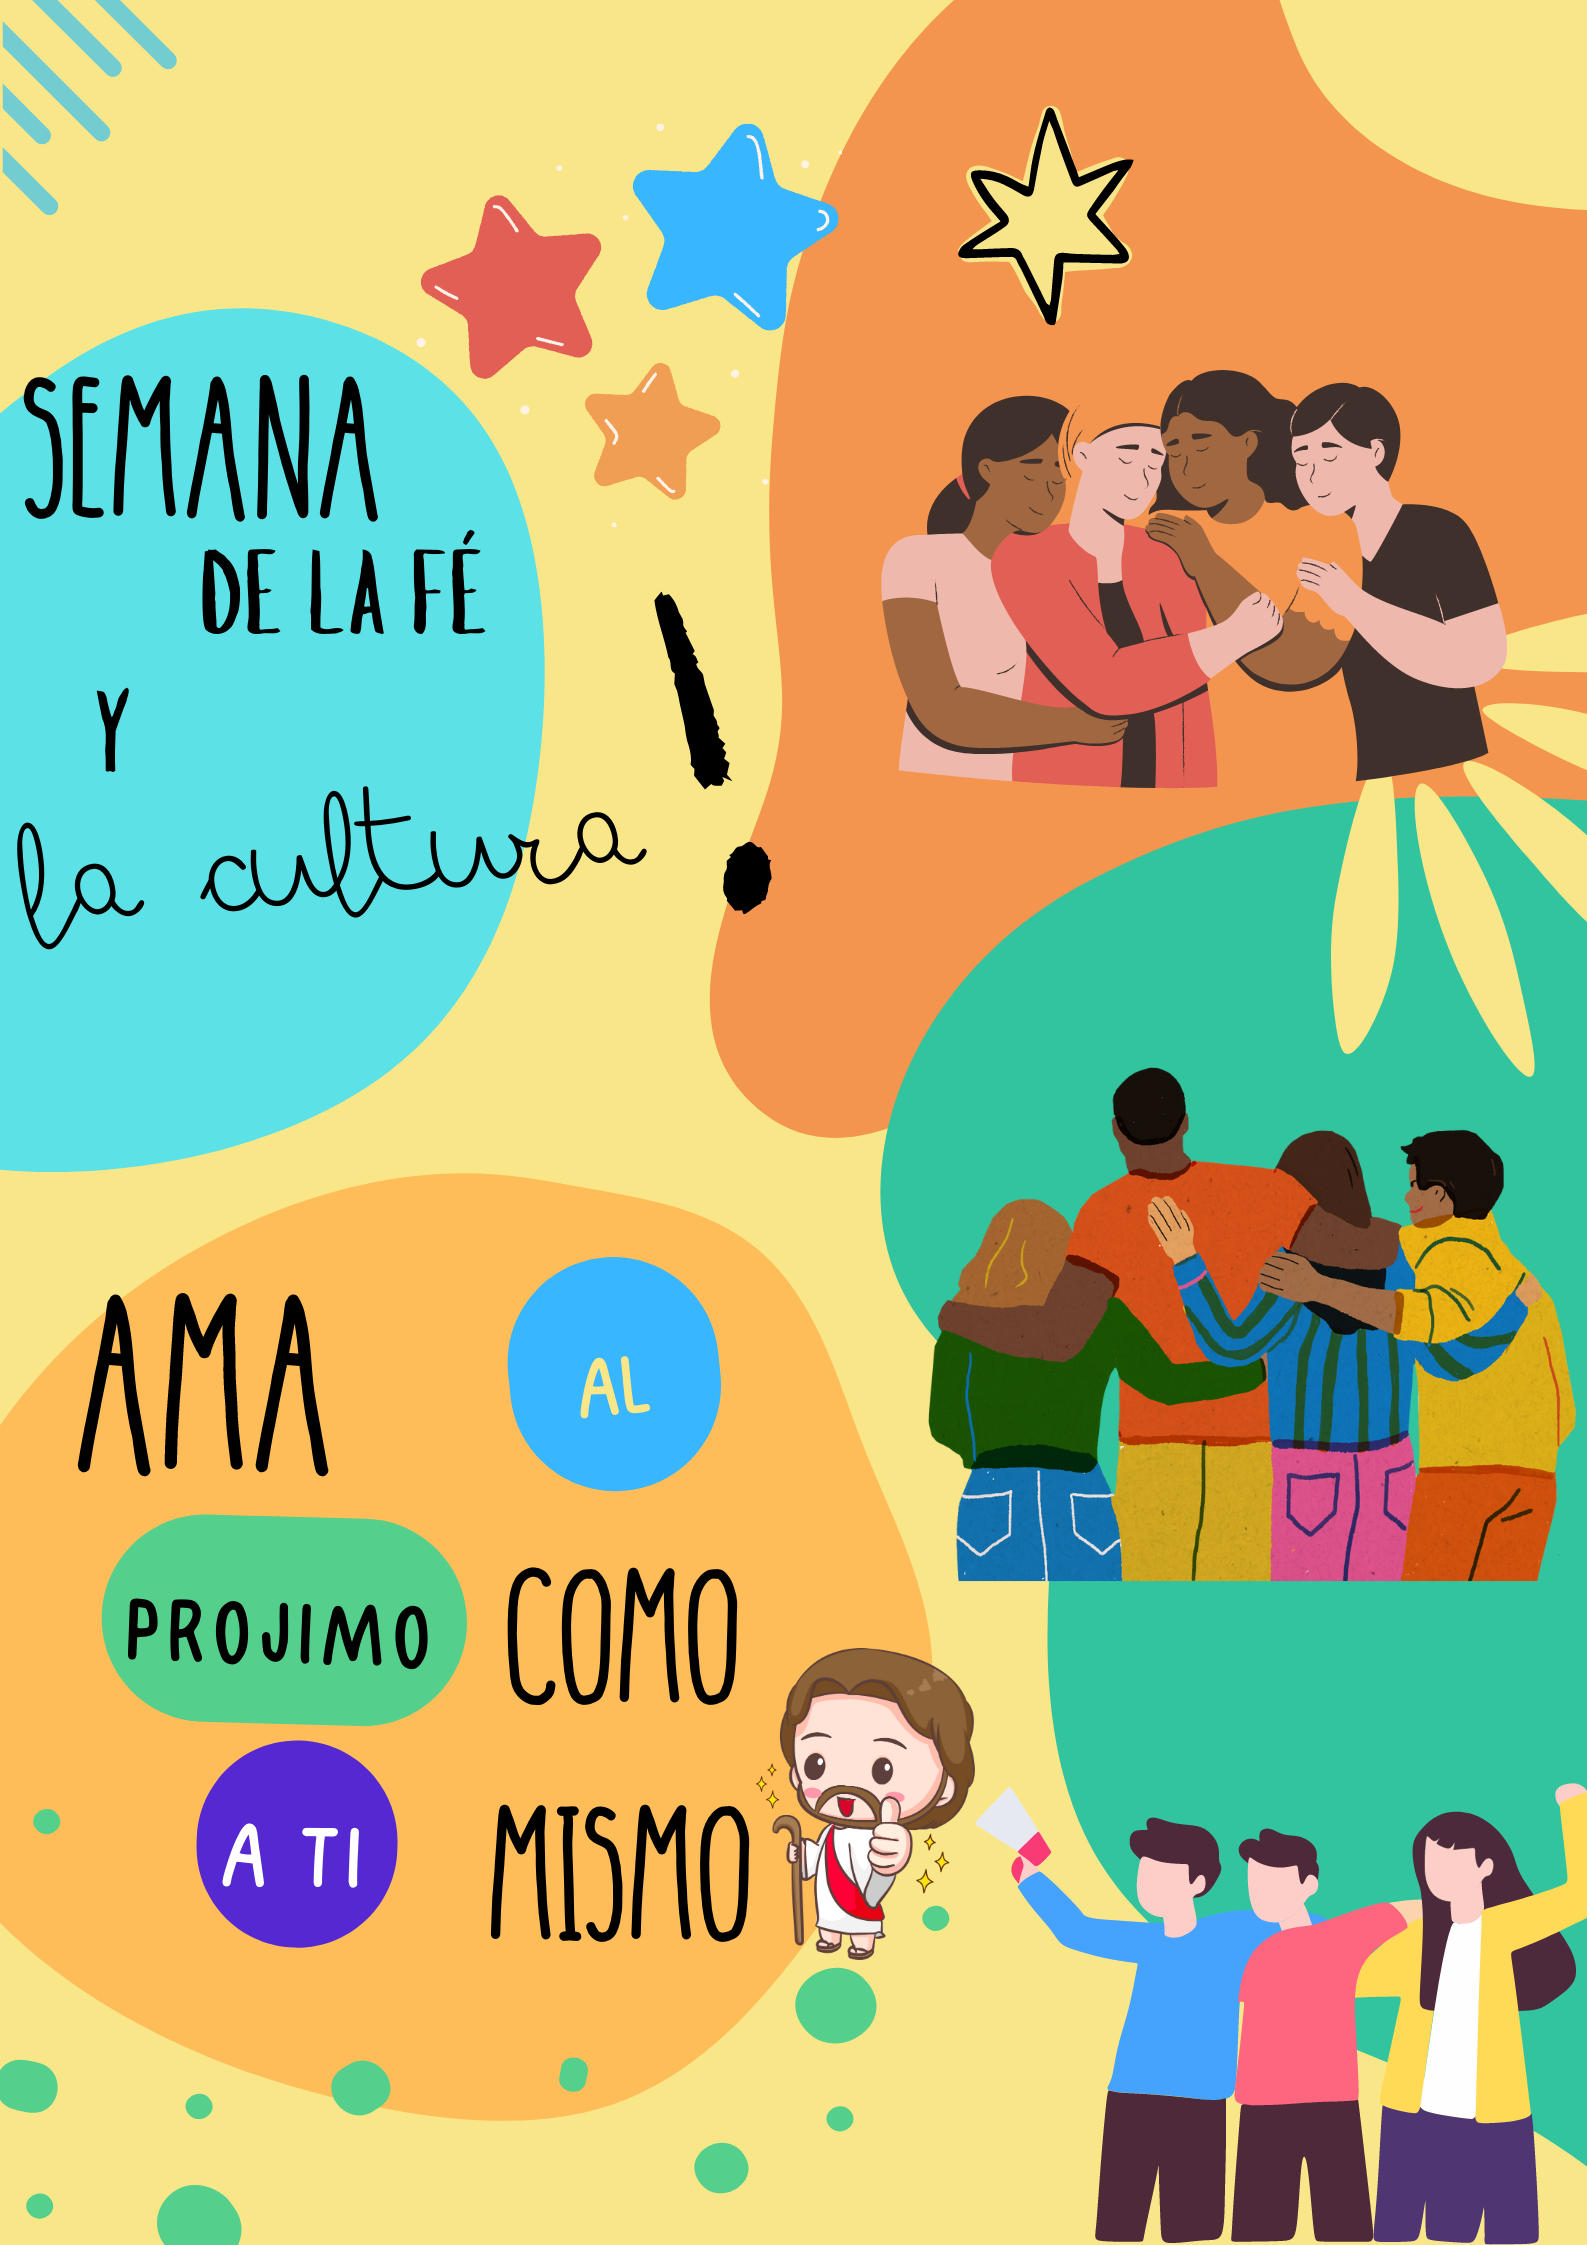 SEMANA
DE LA FÉ
Y
la cultura!
AMA AL
PROJIMO COMO
A TI MISMO